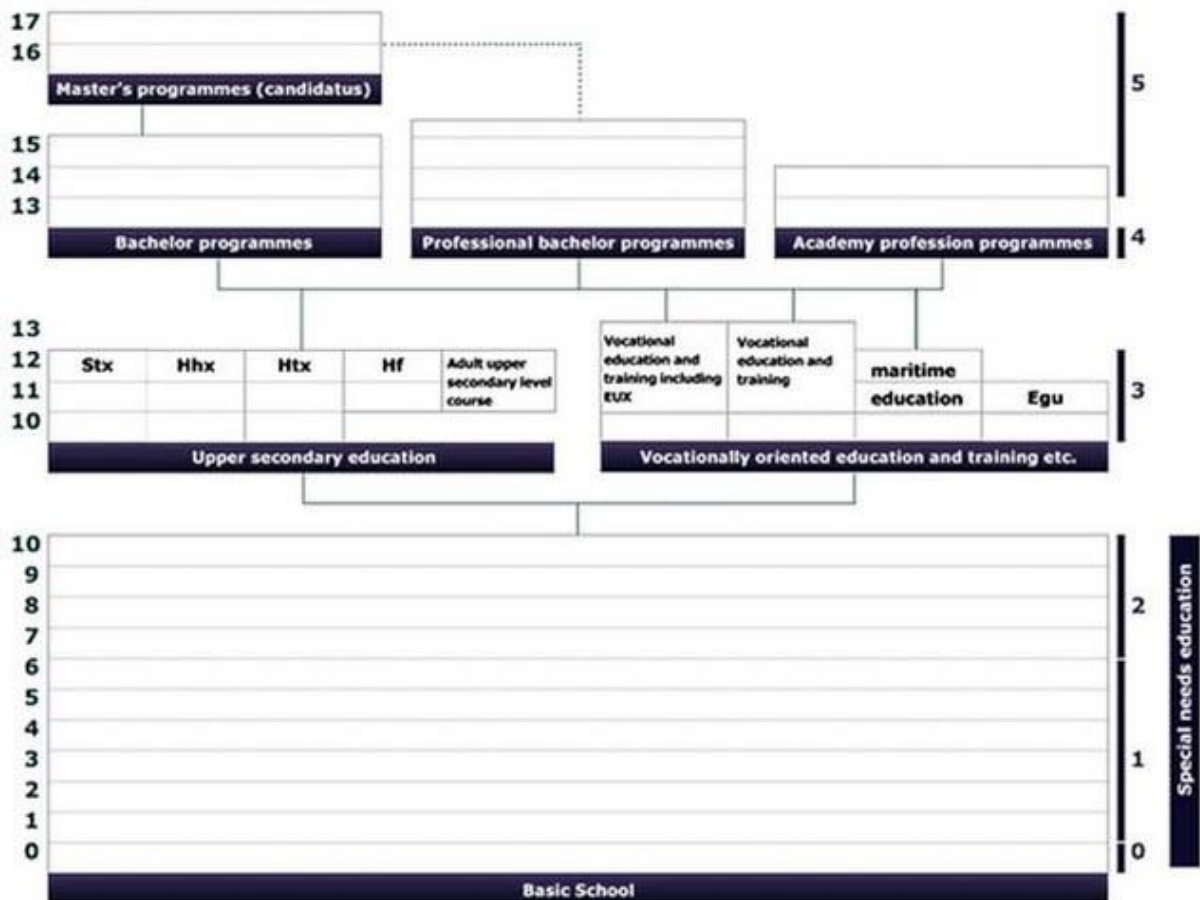 17
16
Master's programmes (candidatus)
5
15
14
13
Bachelor programmes
Professional bachelor programmes
Academy profession programmes
4
13
12
11
10
Stx
Hhx
Htx
Hf
Adult upper
secondary level
course
Vocational
education and
training including
EUX
Vocational
education and
training
maritime
education
Egu
3
Upper secondary education
Vocationally oriented education and training etc.
10
9
8
7
6
5
4
3
2
1
0
2
1
0
Special needs education
Basic School